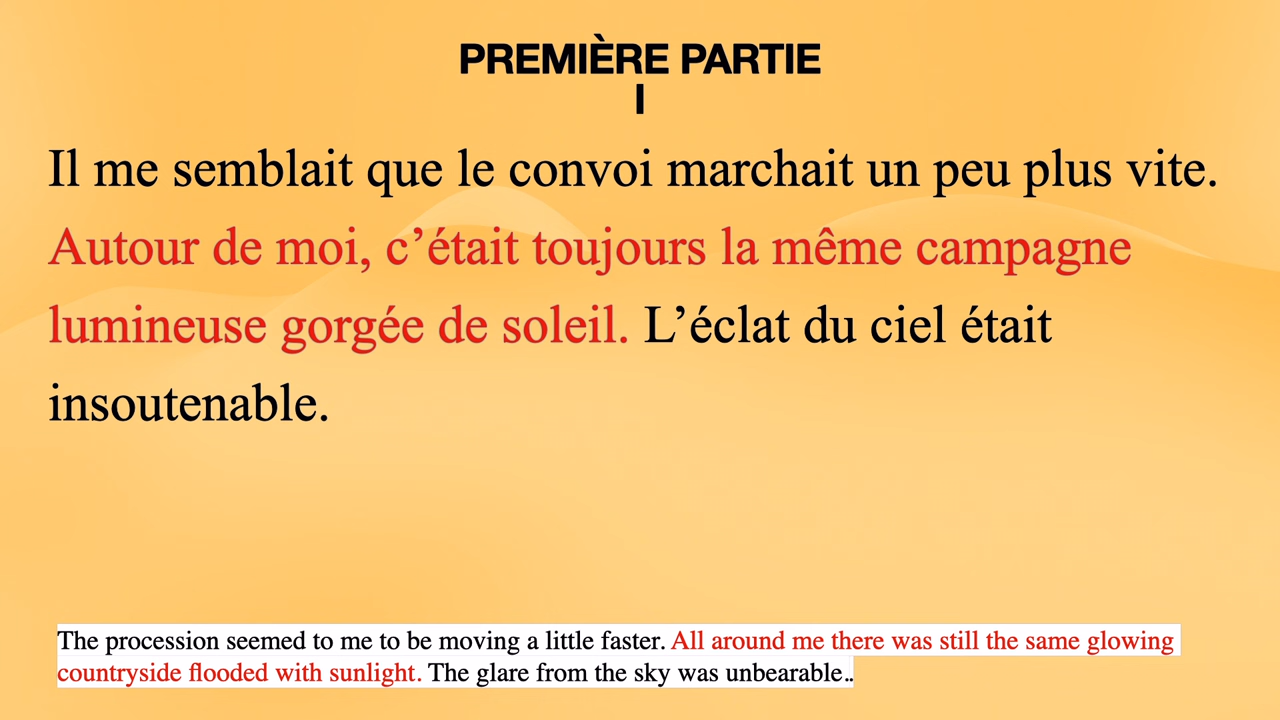 PREMIÈRE PARTIE
I
Il me semblait que le convoi marchait un peu plus vite.
Autour de moi, c’était toujours la même campagne
lumineuse gorgée de soleil. L’éclat du ciel était
insoutenable.
The procession seemed to me to be moving a little faster. All around me there was still the same glowing
countryside flooded with sunlight. The glare from the sky was unbearable..